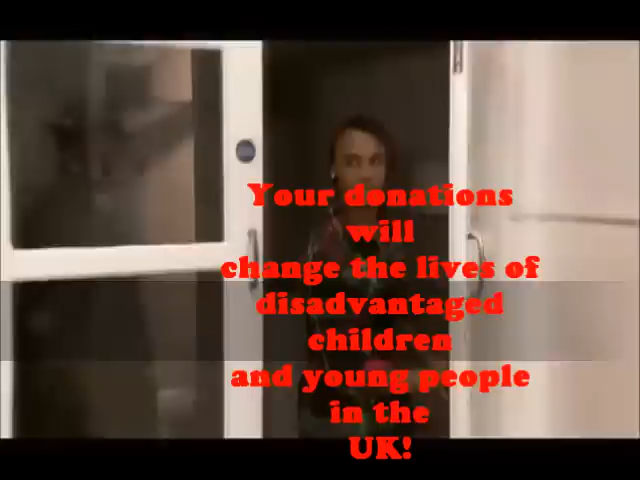 Your donations
will
change the lives of
disadvantaged
children
and young people
in the
UK!